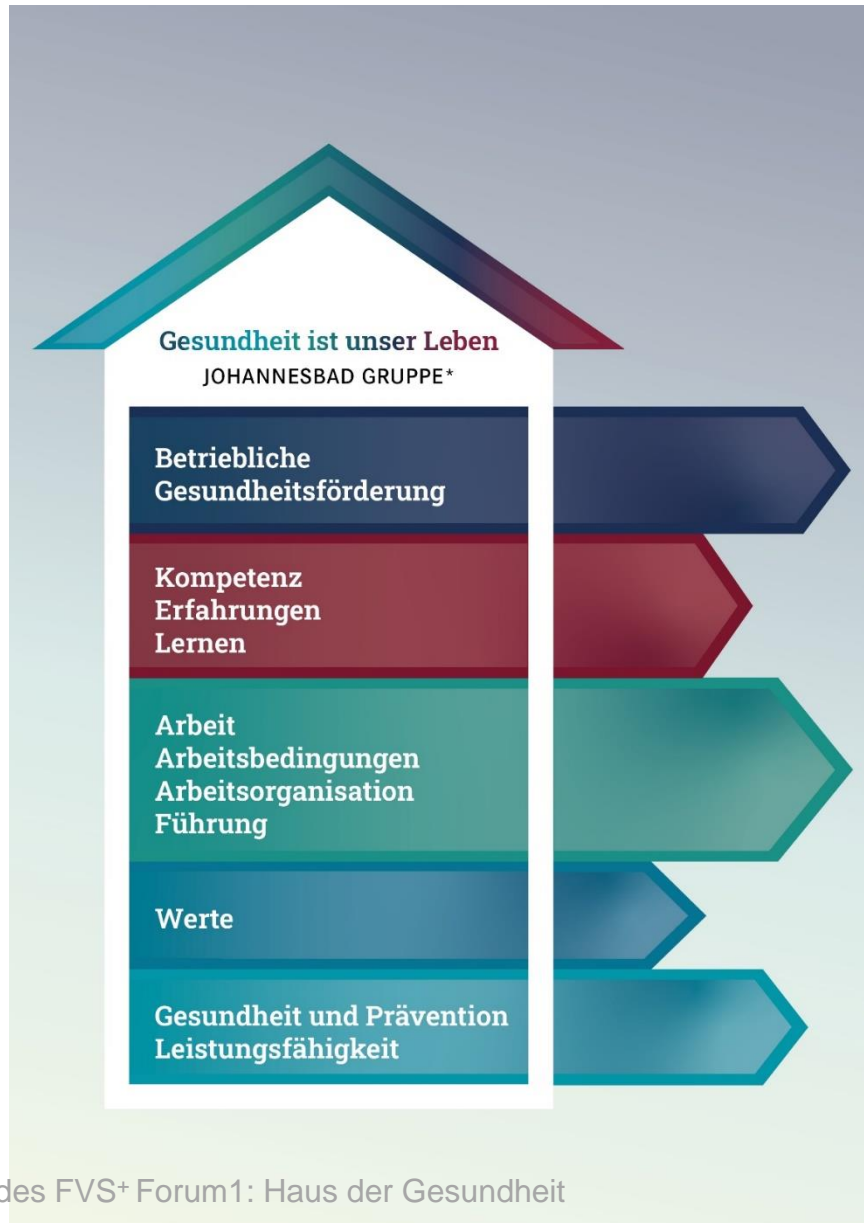 Gesundheit ist unser Leben
JOHANNESBAD GRUPPE*
Betriebliche
Gesundheitsförderung
Kompetenz
Erfahrungen
Lernen
Arbeit
Arbeitsbedingungen
Arbeitsorganisation
Führung
Werte
Gesundheit und Prävention
Leistungsfähigkeit
des FVS⁺ Forum1: Haus der Gesundheit